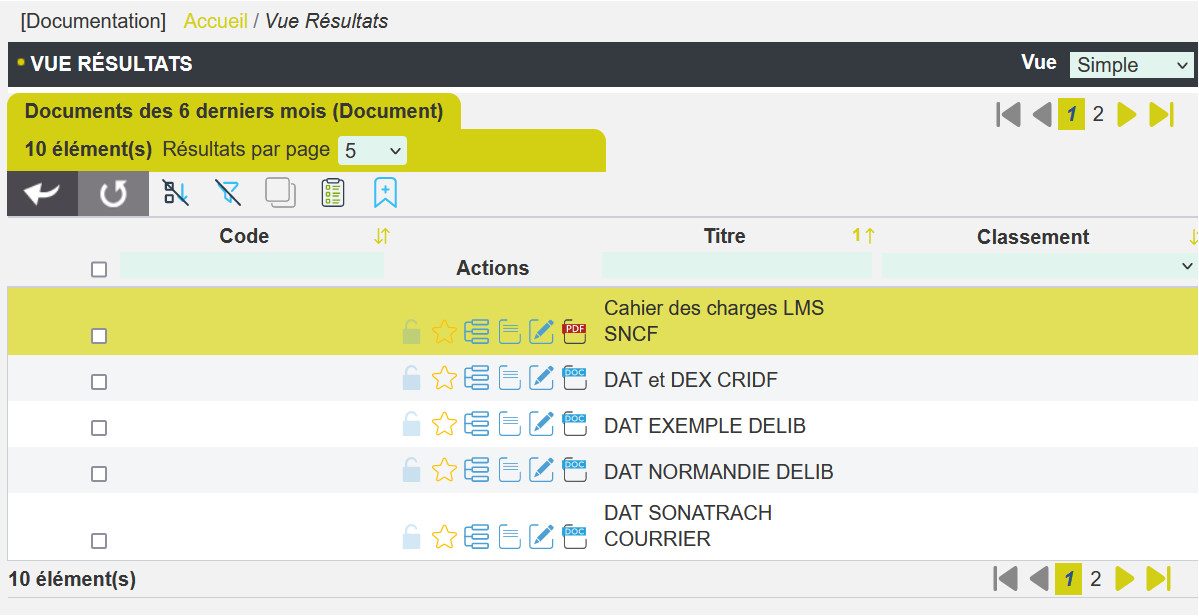 [Documentation] Accueil / Vue Résultats
VUE RÉSULTATS Vue Simple
Documents des 6 derniers mois (Document) 1 2
10 élément(s) Résultats par page 5
Code Titre 1 Classement
Actions
Cahier des charges LMS
SNCF
PDF
DAT et DEX CRIDF
DOC
DAT EXEMPLE DELIB
DOC
DAT NORMANDIE DELIB
DOC
DAT SONATRACH
COURRIER
DOC
10 élément(s) 1 2